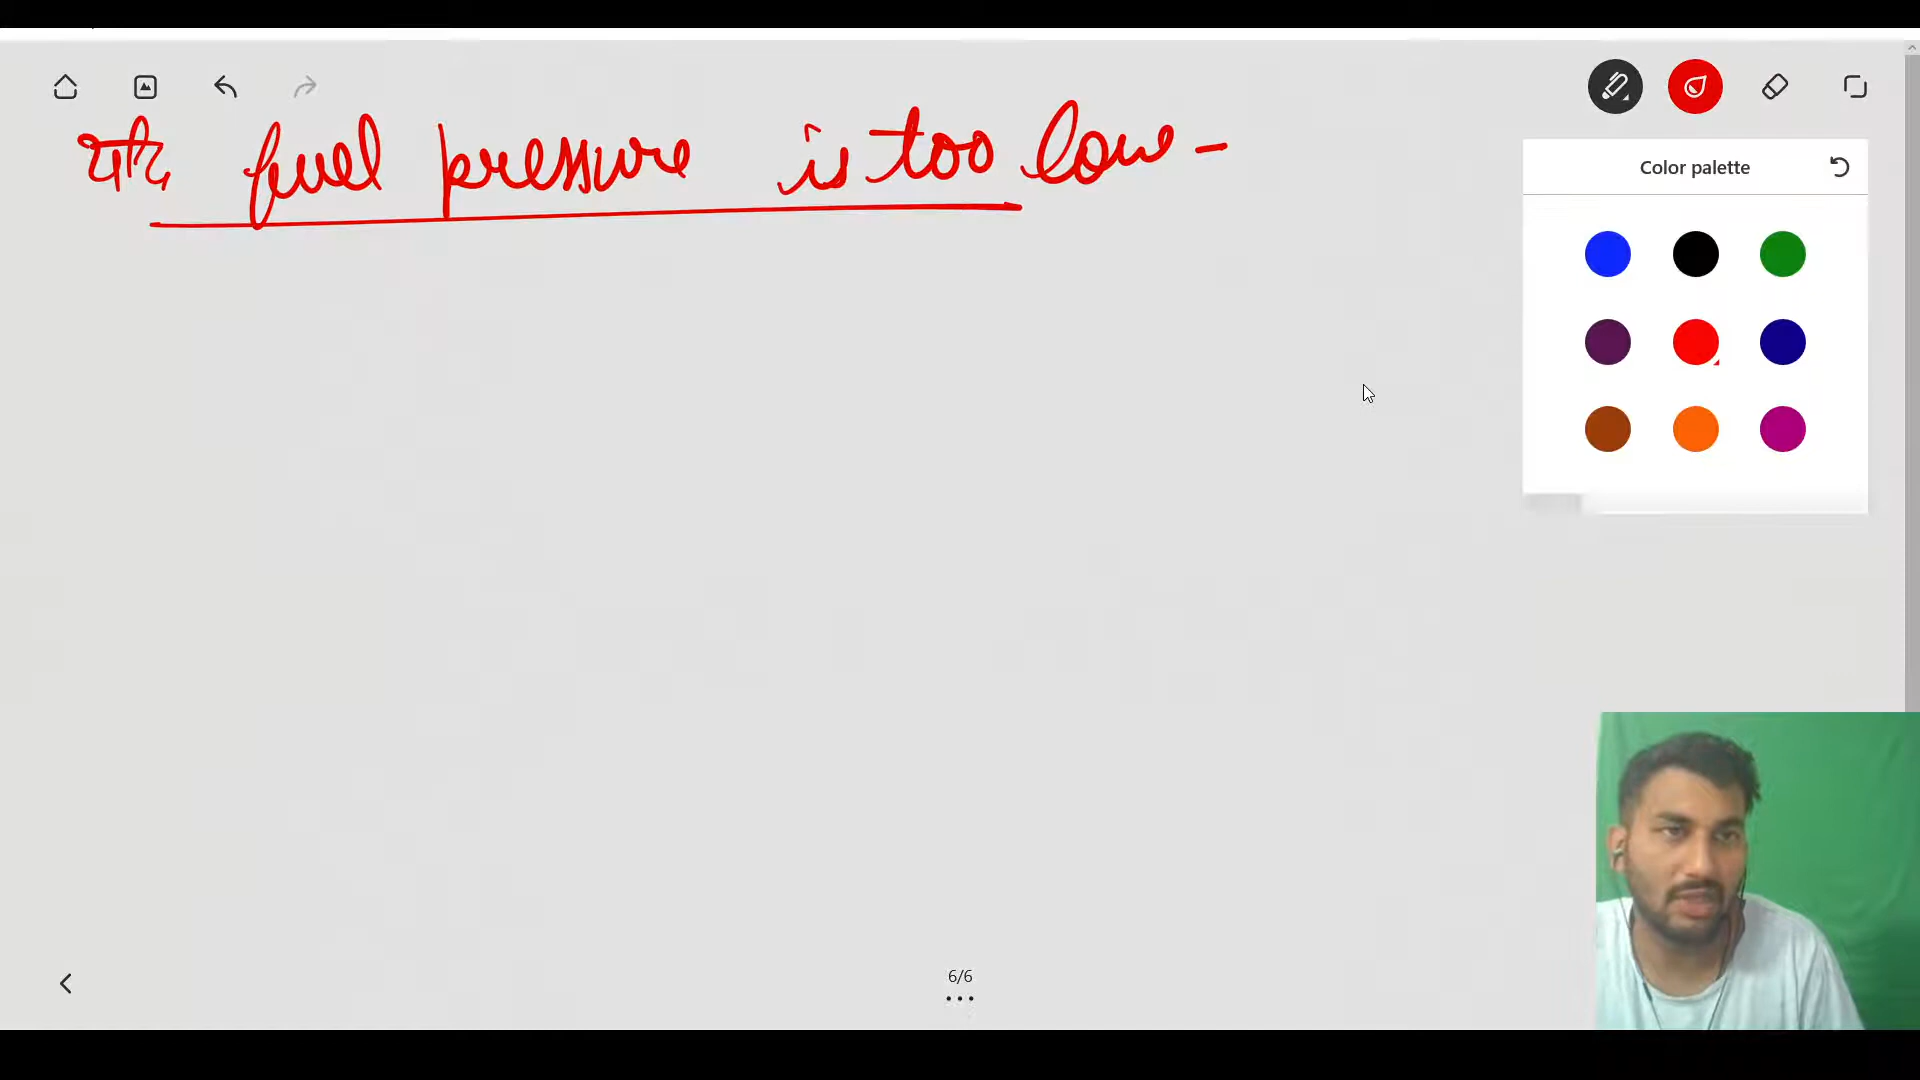 यदि fuel pressure is too low -
Color palette
6/6